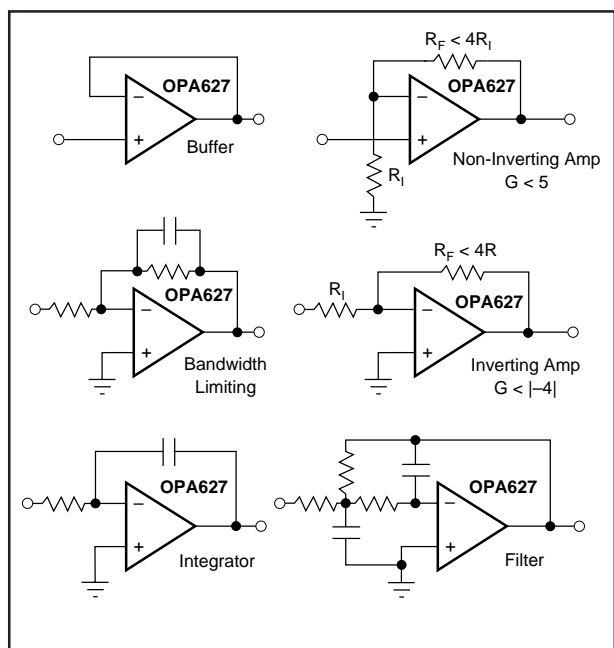 OPA627
−
+
Buffer
R_F < 4R_I
OPA627
−
+
R_I
Non-Inverting Amp
G < 5
OPA627
−
+
Bandwidth
Limiting
R_F < 4R
R_I
OPA627
−
+
Inverting Amp
G < |–4|
OPA627
−
+
Integrator
OPA627
−
+
Filter